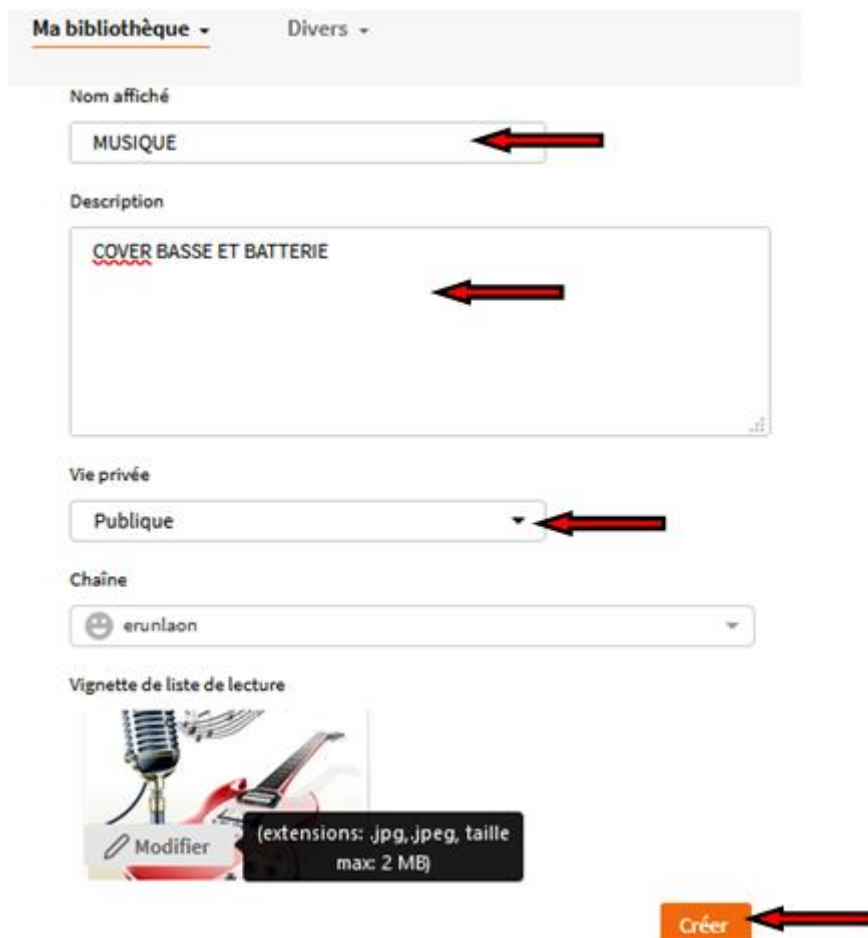 Ma bibliothèque Divers
Nom affiché
MUSIQUE
Description
COVER BASSE ET BATTERIE
Vie privée
Publique
Chaîne
erunlaon
Vignette de liste de lecture
Modifier
(extensions: .jpg,.jpeg, taille
max: 2 MB)
Créer